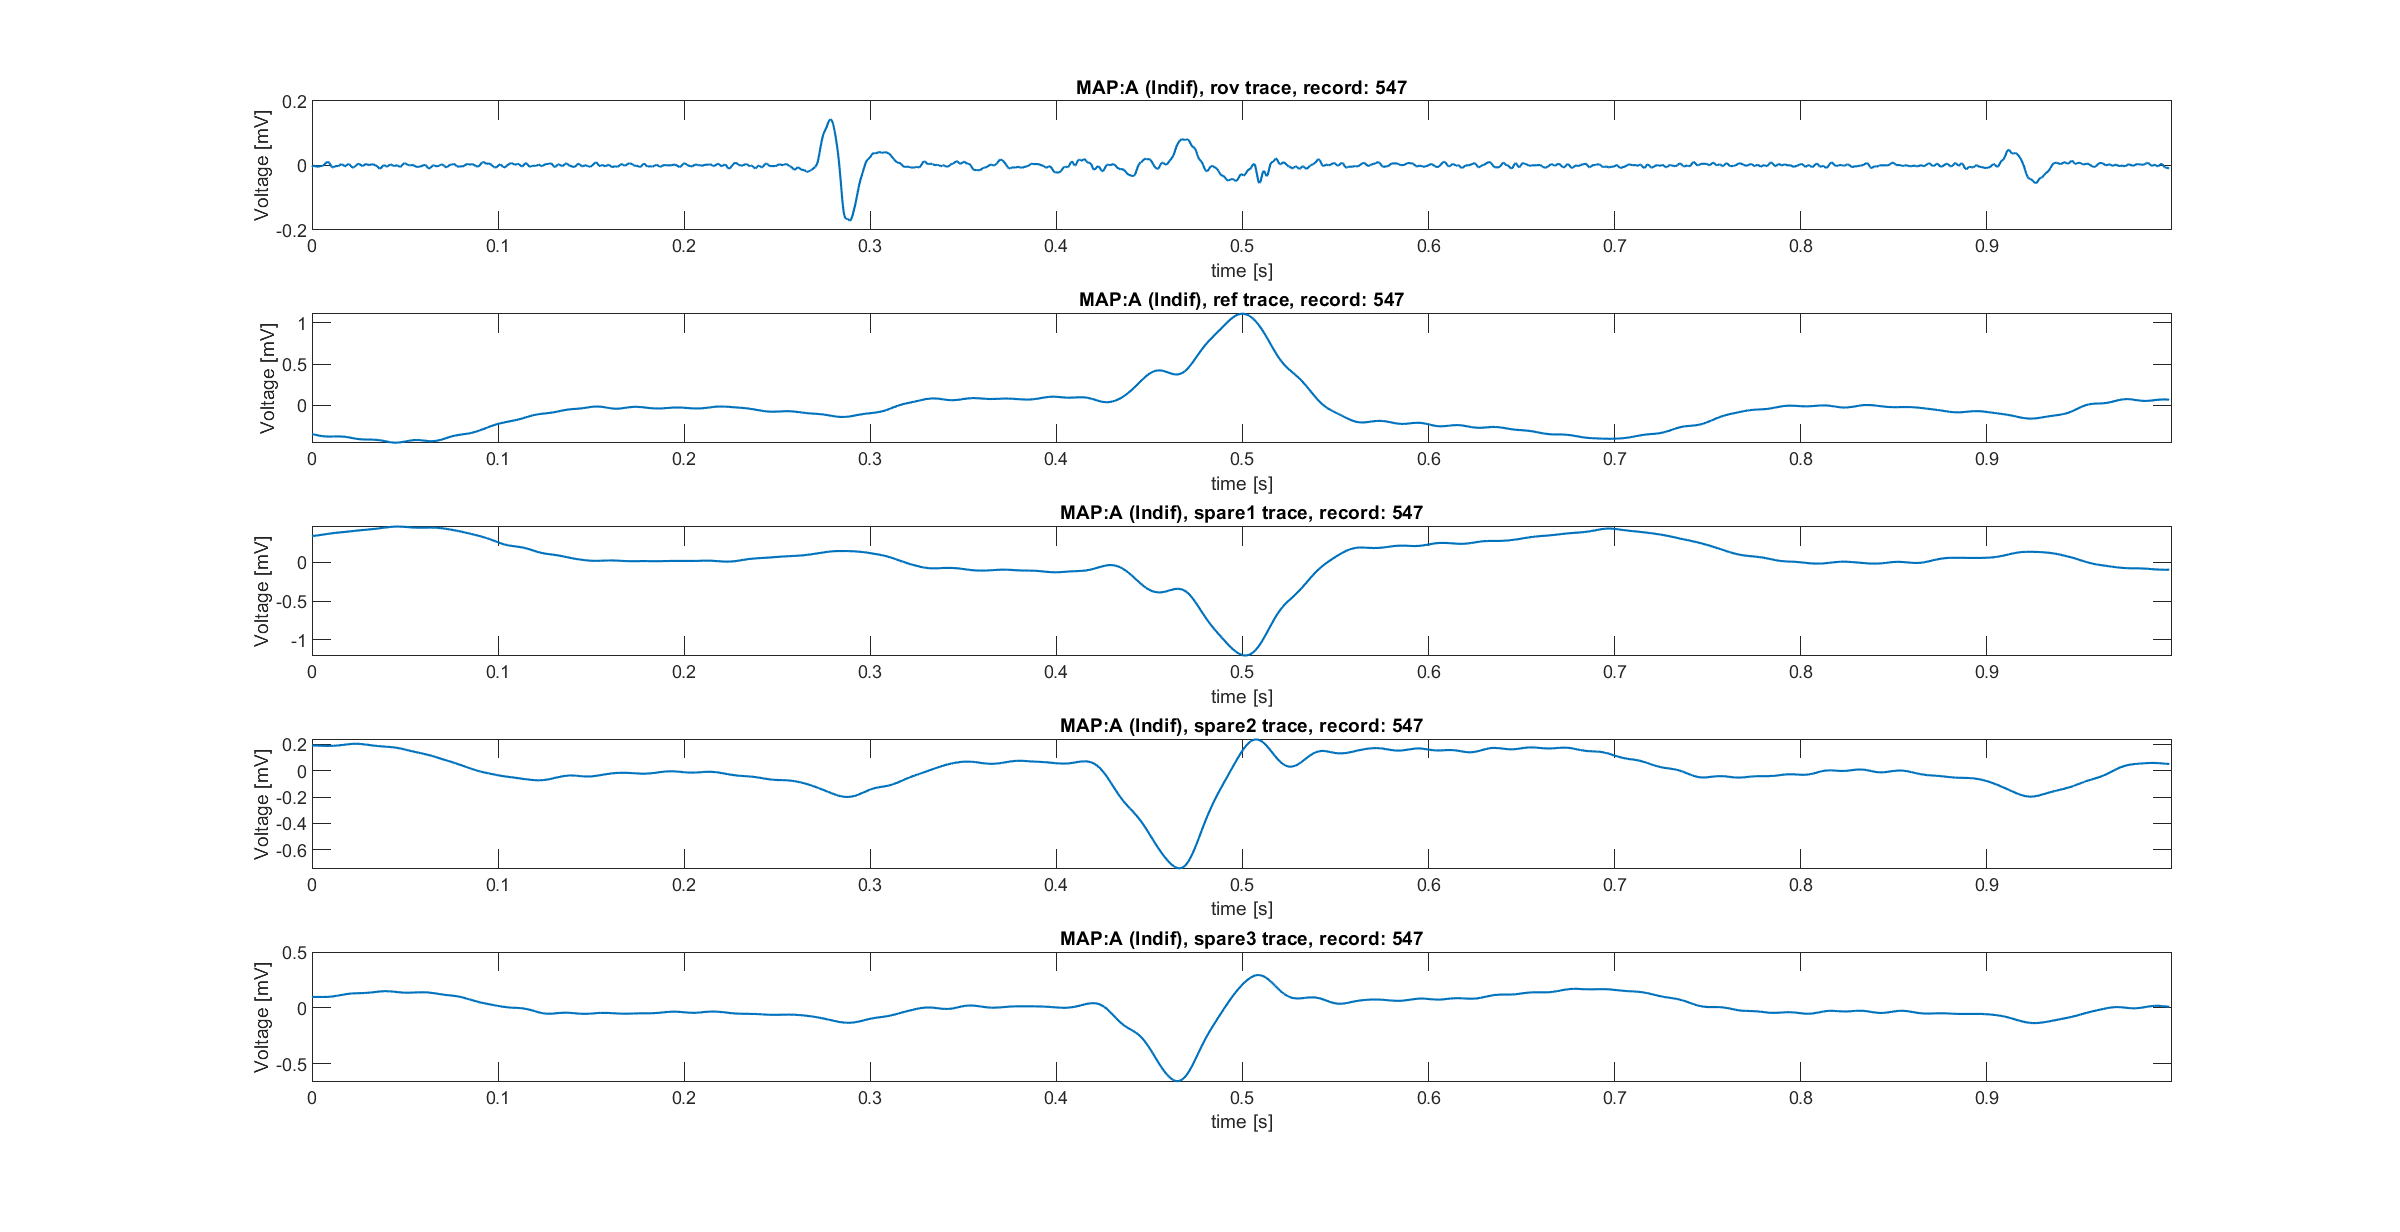 MAP:A (Indif), rov trace, record: 547
Voltage [mV]
0.2
0
-0.2
0 0.1 0.2 0.3 0.4 0.5 0.6 0.7 0.8 0.9
time [s]
MAP:A (Indif), ref trace, record: 547
Voltage [mV]
1
0.5
0
0 0.1 0.2 0.3 0.4 0.5 0.6 0.7 0.8 0.9
time [s]
MAP:A (Indif), spare1 trace, record: 547
Voltage [mV]
0
-0.5
-1
0 0.1 0.2 0.3 0.4 0.5 0.6 0.7 0.8 0.9
time [s]
MAP:A (Indif), spare2 trace, record: 547
Voltage [mV]
0.2
0
-0.2
-0.4
-0.6
0 0.1 0.2 0.3 0.4 0.5 0.6 0.7 0.8 0.9
time [s]
MAP:A (Indif), spare3 trace, record: 547
Voltage [mV]
0.5
0
-0.5
0 0.1 0.2 0.3 0.4 0.5 0.6 0.7 0.8 0.9
time [s]